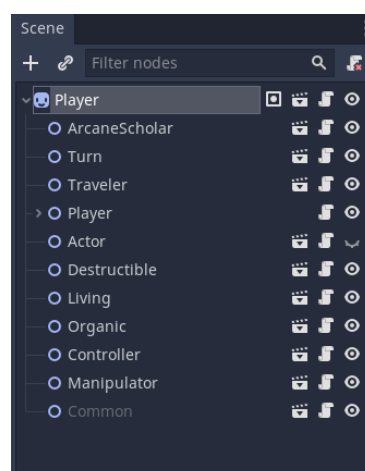 Scene
Filter nodes
Player
ArcaneScholar
Turn
Traveler
Player
Actor
Destructible
Living
Organic
Controller
Manipulator
Common